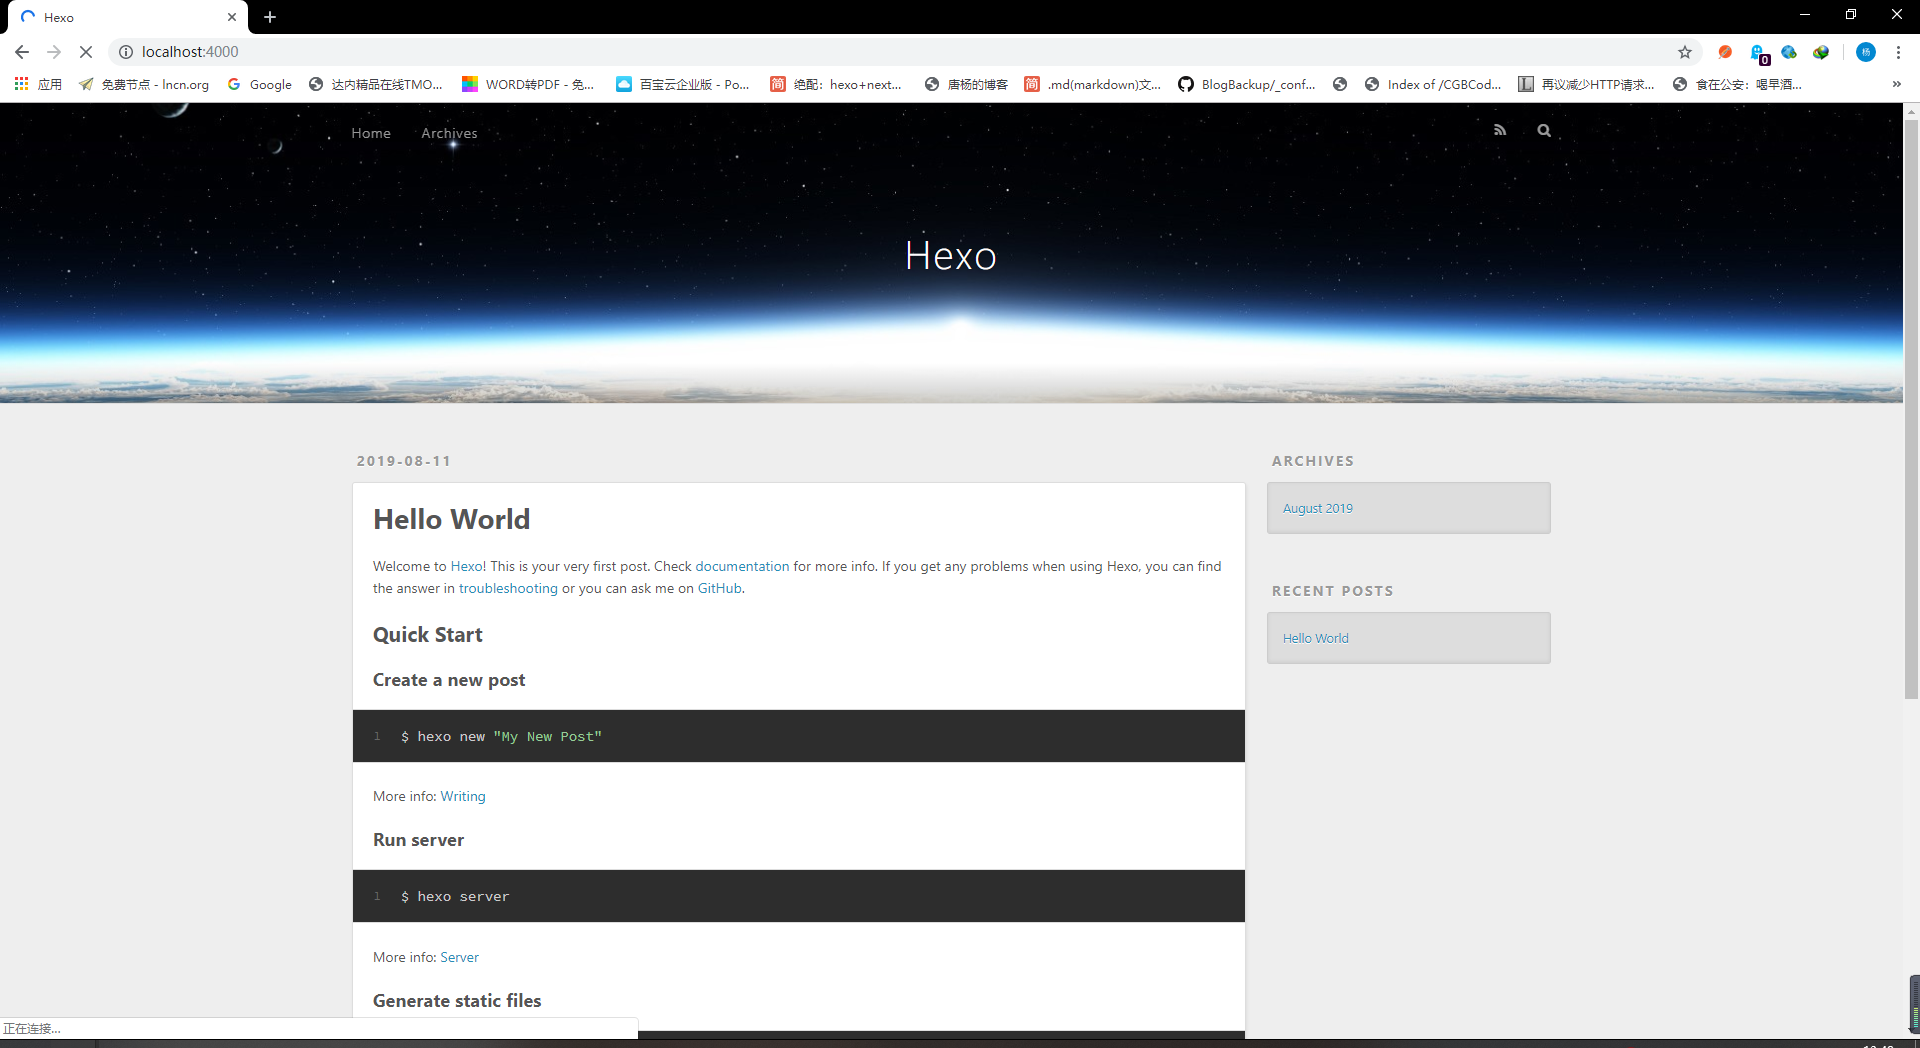 Hexo
localhost:4000
杨
0
应用
免费节点 - lncn.org
Google
达内精品在线TMO...
WORD转PDF - 免...
百宝云企业版 - Po...
简
绝配：hexo+next...
唐杨的博客
简
.md(markdown)文...
BlogBackup/_conf...
Index of /CGBCod...
L
再议减少HTTP请求...
食在公安：喝早酒...
»
Home
Archives
Hexo
2019-08-11
ARCHIVES
Hello World
August 2019
Welcome to Hexo! This is your very first post. Check documentation for more info. If you get any problems when using Hexo, you can find
the answer in troubleshooting or you can ask me on GitHub.
RECENT POSTS
Quick Start
Hello World
Create a new post
1 $ hexo new "My New Post"
More info: Writing
Run server
1 $ hexo server
More info: Server
Generate static files
正在连接...